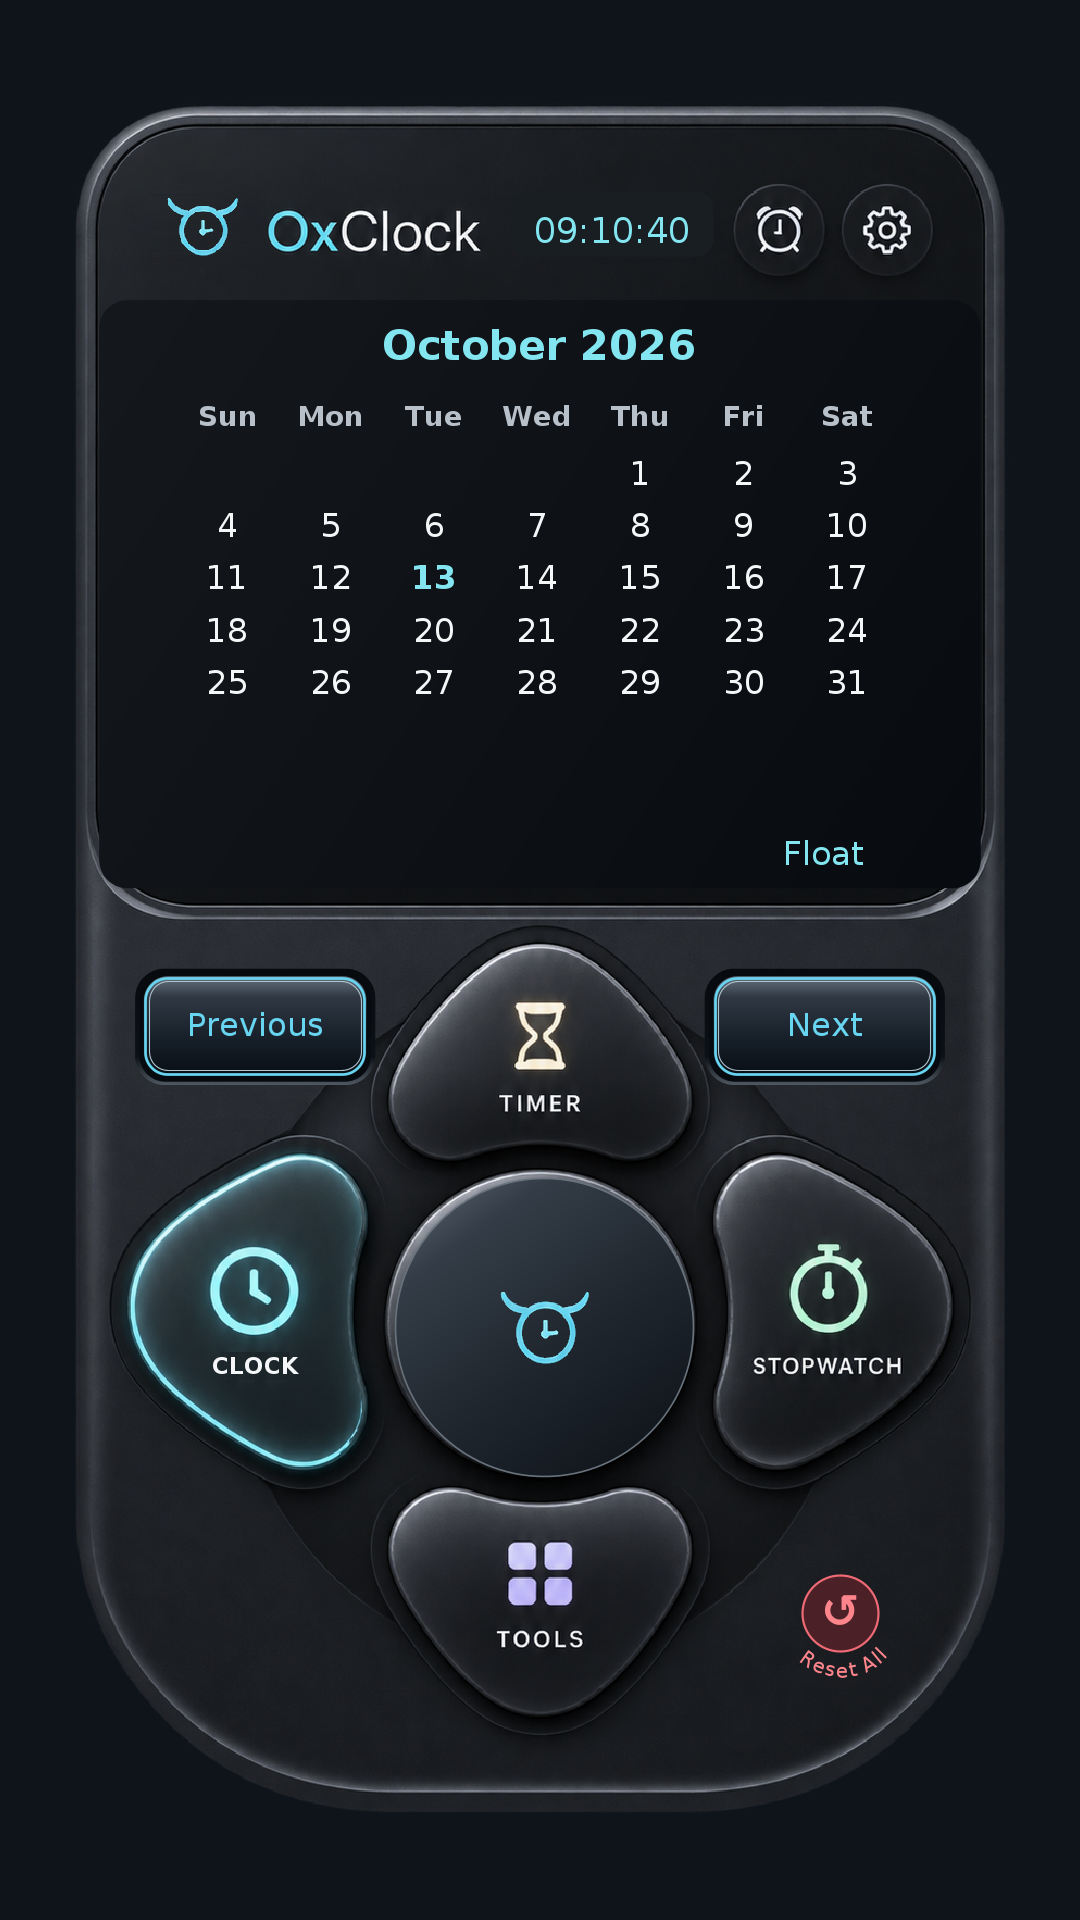 OxClock 09:10:40
October 2026
Sun Mon Tue Wed Thu Fri Sat
1 2 3
4 5 6 7 8 9 10
11 12 13 14 15 16 17
18 19 20 21 22 23 24
25 26 27 28 29 30 31
Float
Previous
Next
TIMER
CLOCK
STOPWATCH
TOOLS
Reset All